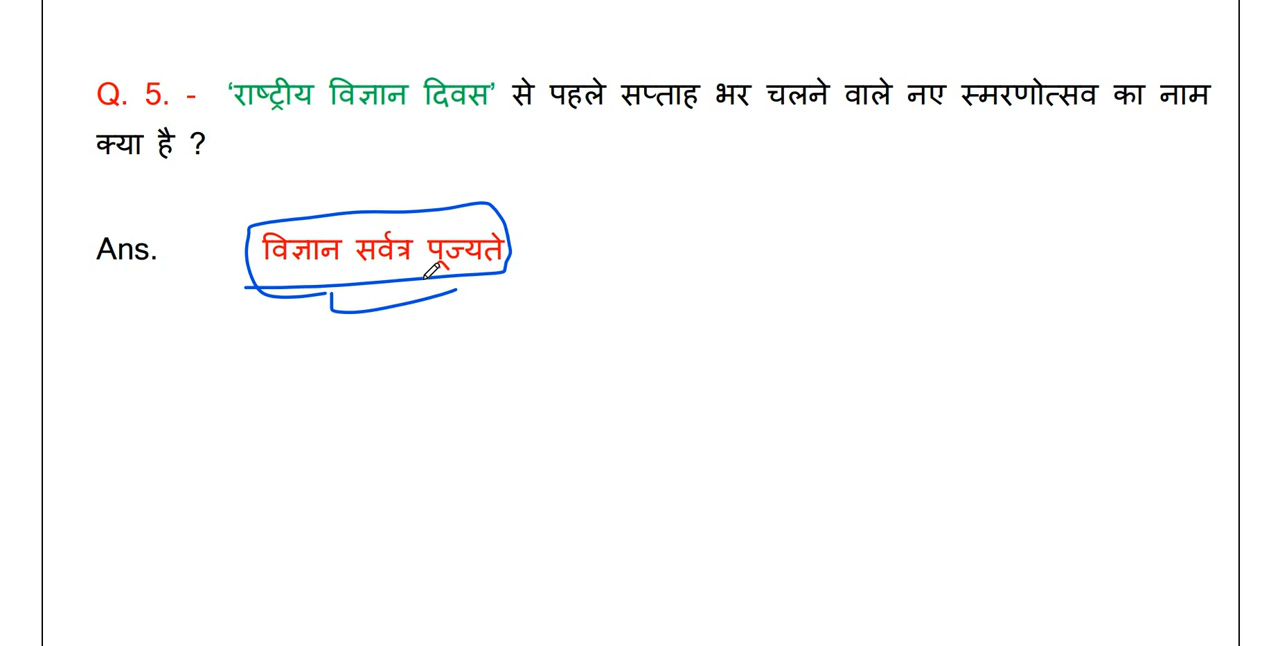 Q. 5. - ‘राष्ट्रीय विज्ञान दिवस’ से पहले सप्ताह भर चलने वाले नए स्मरणोत्सव का नाम
क्या है ?
Ans. विज्ञान सर्वत्र पूज्यते